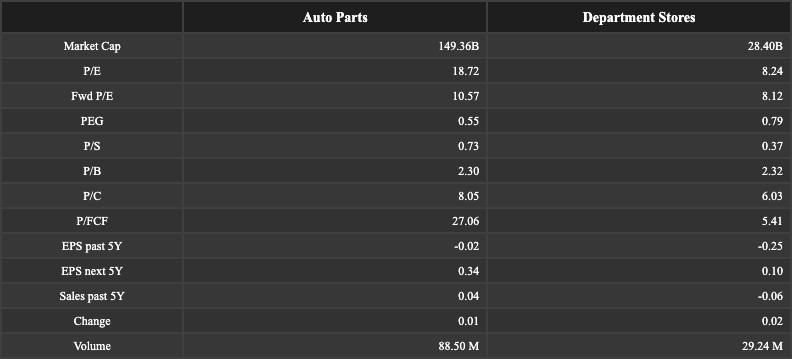 Auto Parts Department Stores
Market Cap 149.36B 28.40B
P/E 18.72 8.24
Fwd P/E 10.57 8.12
PEG 0.55 0.79
P/S 0.73 0.37
P/B 2.30 2.32
P/C 8.05 6.03
P/FCF 27.06 5.41
EPS past 5Y -0.02 -0.25
EPS next 5Y 0.34 0.10
Sales past 5Y 0.04 -0.06
Change 0.01 0.02
Volume 88.50 M 29.24 M